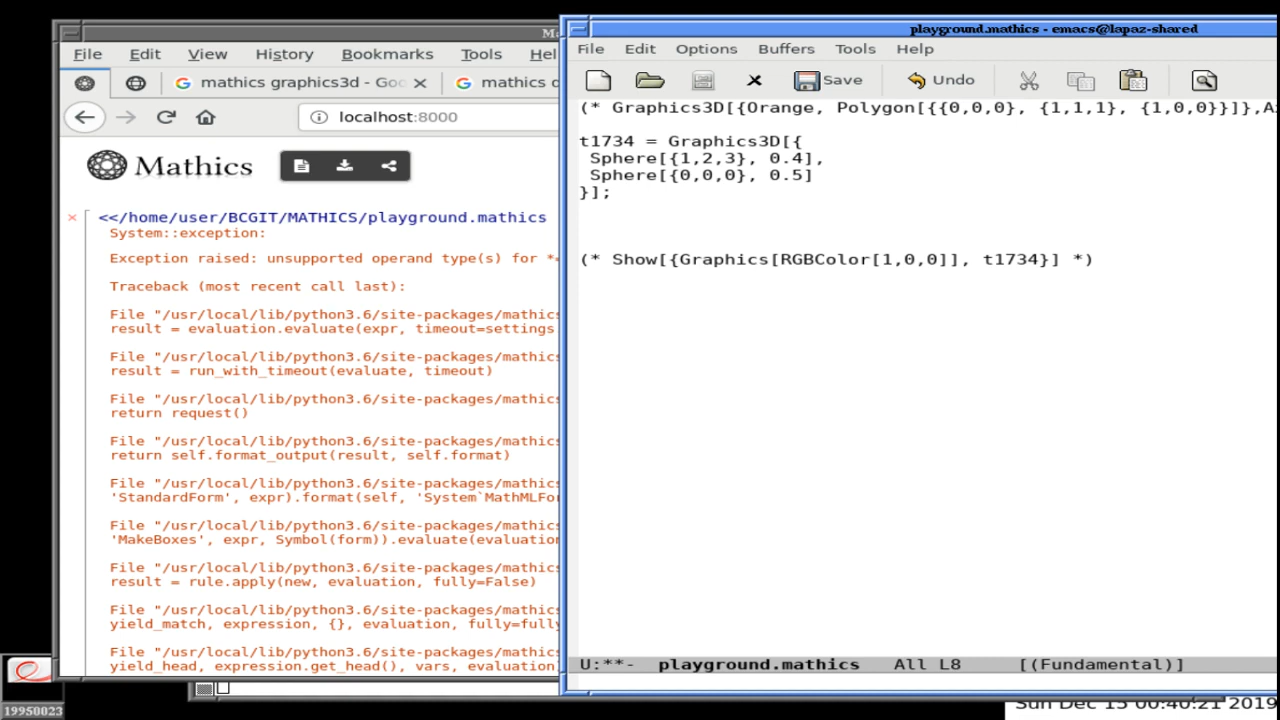 Ma
File Edit View History Bookmarks Tools Hel
mathics graphics3d - Goo
mathics d
localhost:8000
Mathics
<</home/user/BCGIT/MATHICS/playground.mathics
System::exception:
Exception raised: unsupported operand type(s) for *=
Traceback (most recent call last):
File "/usr/local/lib/python3.6/site-packages/mathics
result = evaluation.evaluate(expr, timeout=settings
File "/usr/local/lib/python3.6/site-packages/mathics
result = run_with_timeout(evaluate, timeout)
File "/usr/local/lib/python3.6/site-packages/mathics
return request()
File "/usr/local/lib/python3.6/site-packages/mathics
return self.format_output(result, self.format)
File "/usr/local/lib/python3.6/site-packages/mathics
'StandardForm', expr).format(self, 'System`MathMLFo
File "/usr/local/lib/python3.6/site-packages/mathics
'MakeBoxes', expr, Symbol(form)).evaluate(evaluation
File "/usr/local/lib/python3.6/site-packages/mathics
result = rule.apply(new, evaluation, fully=False)
File "/usr/local/lib/python3.6/site-packages/mathics
yield_match, expression, {}, evaluation, fully=fully
File "/usr/local/lib/python3.6/site-packages/mathics
yield_head, expression.get_head(), vars, evaluation
playground.mathics - emacs@lapaz-shared
File Edit Options Buffers Tools Help
Save Undo
(* Graphics3D[{Orange, Polygon[{{0,0,0}, {1,1,1}, {1,0,0}}]},A
t1734 = Graphics3D[{
Sphere[{1,2,3}, 0.4],
Sphere[{0,0,0}, 0.5]
}];
(* Show[{Graphics[RGBColor[1,0,0]], t1734}] *)
U:**- playground.mathics All L8 [(Fundamental)]
19950023
Sun Dec 15 00:40:21 2019